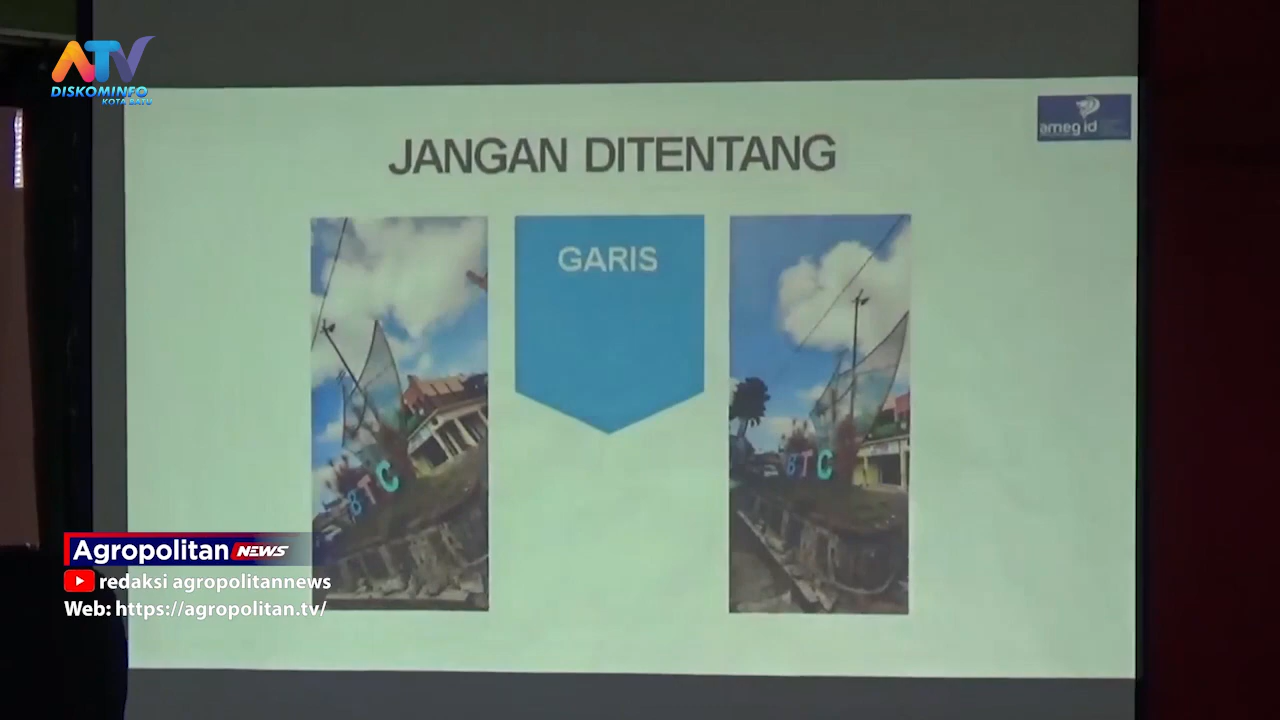 ATV
DISKOMINFO
KOTA BATU
ameg id
JANGAN DITENTANG
GARIS
BTC
BTC
Agropolitan NEWS
redaksi agropolitannews
Web: https://agropolitan.tv/